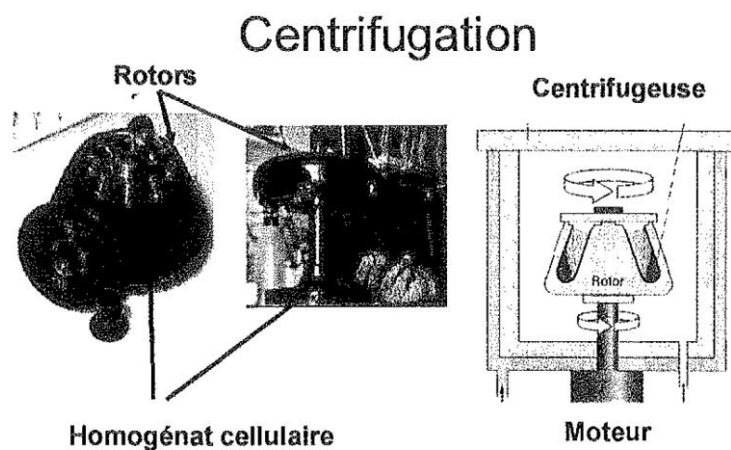 Centrifugation
Rotors
Centrifugeuse
Rotor
Homogénat cellulaire
Moteur